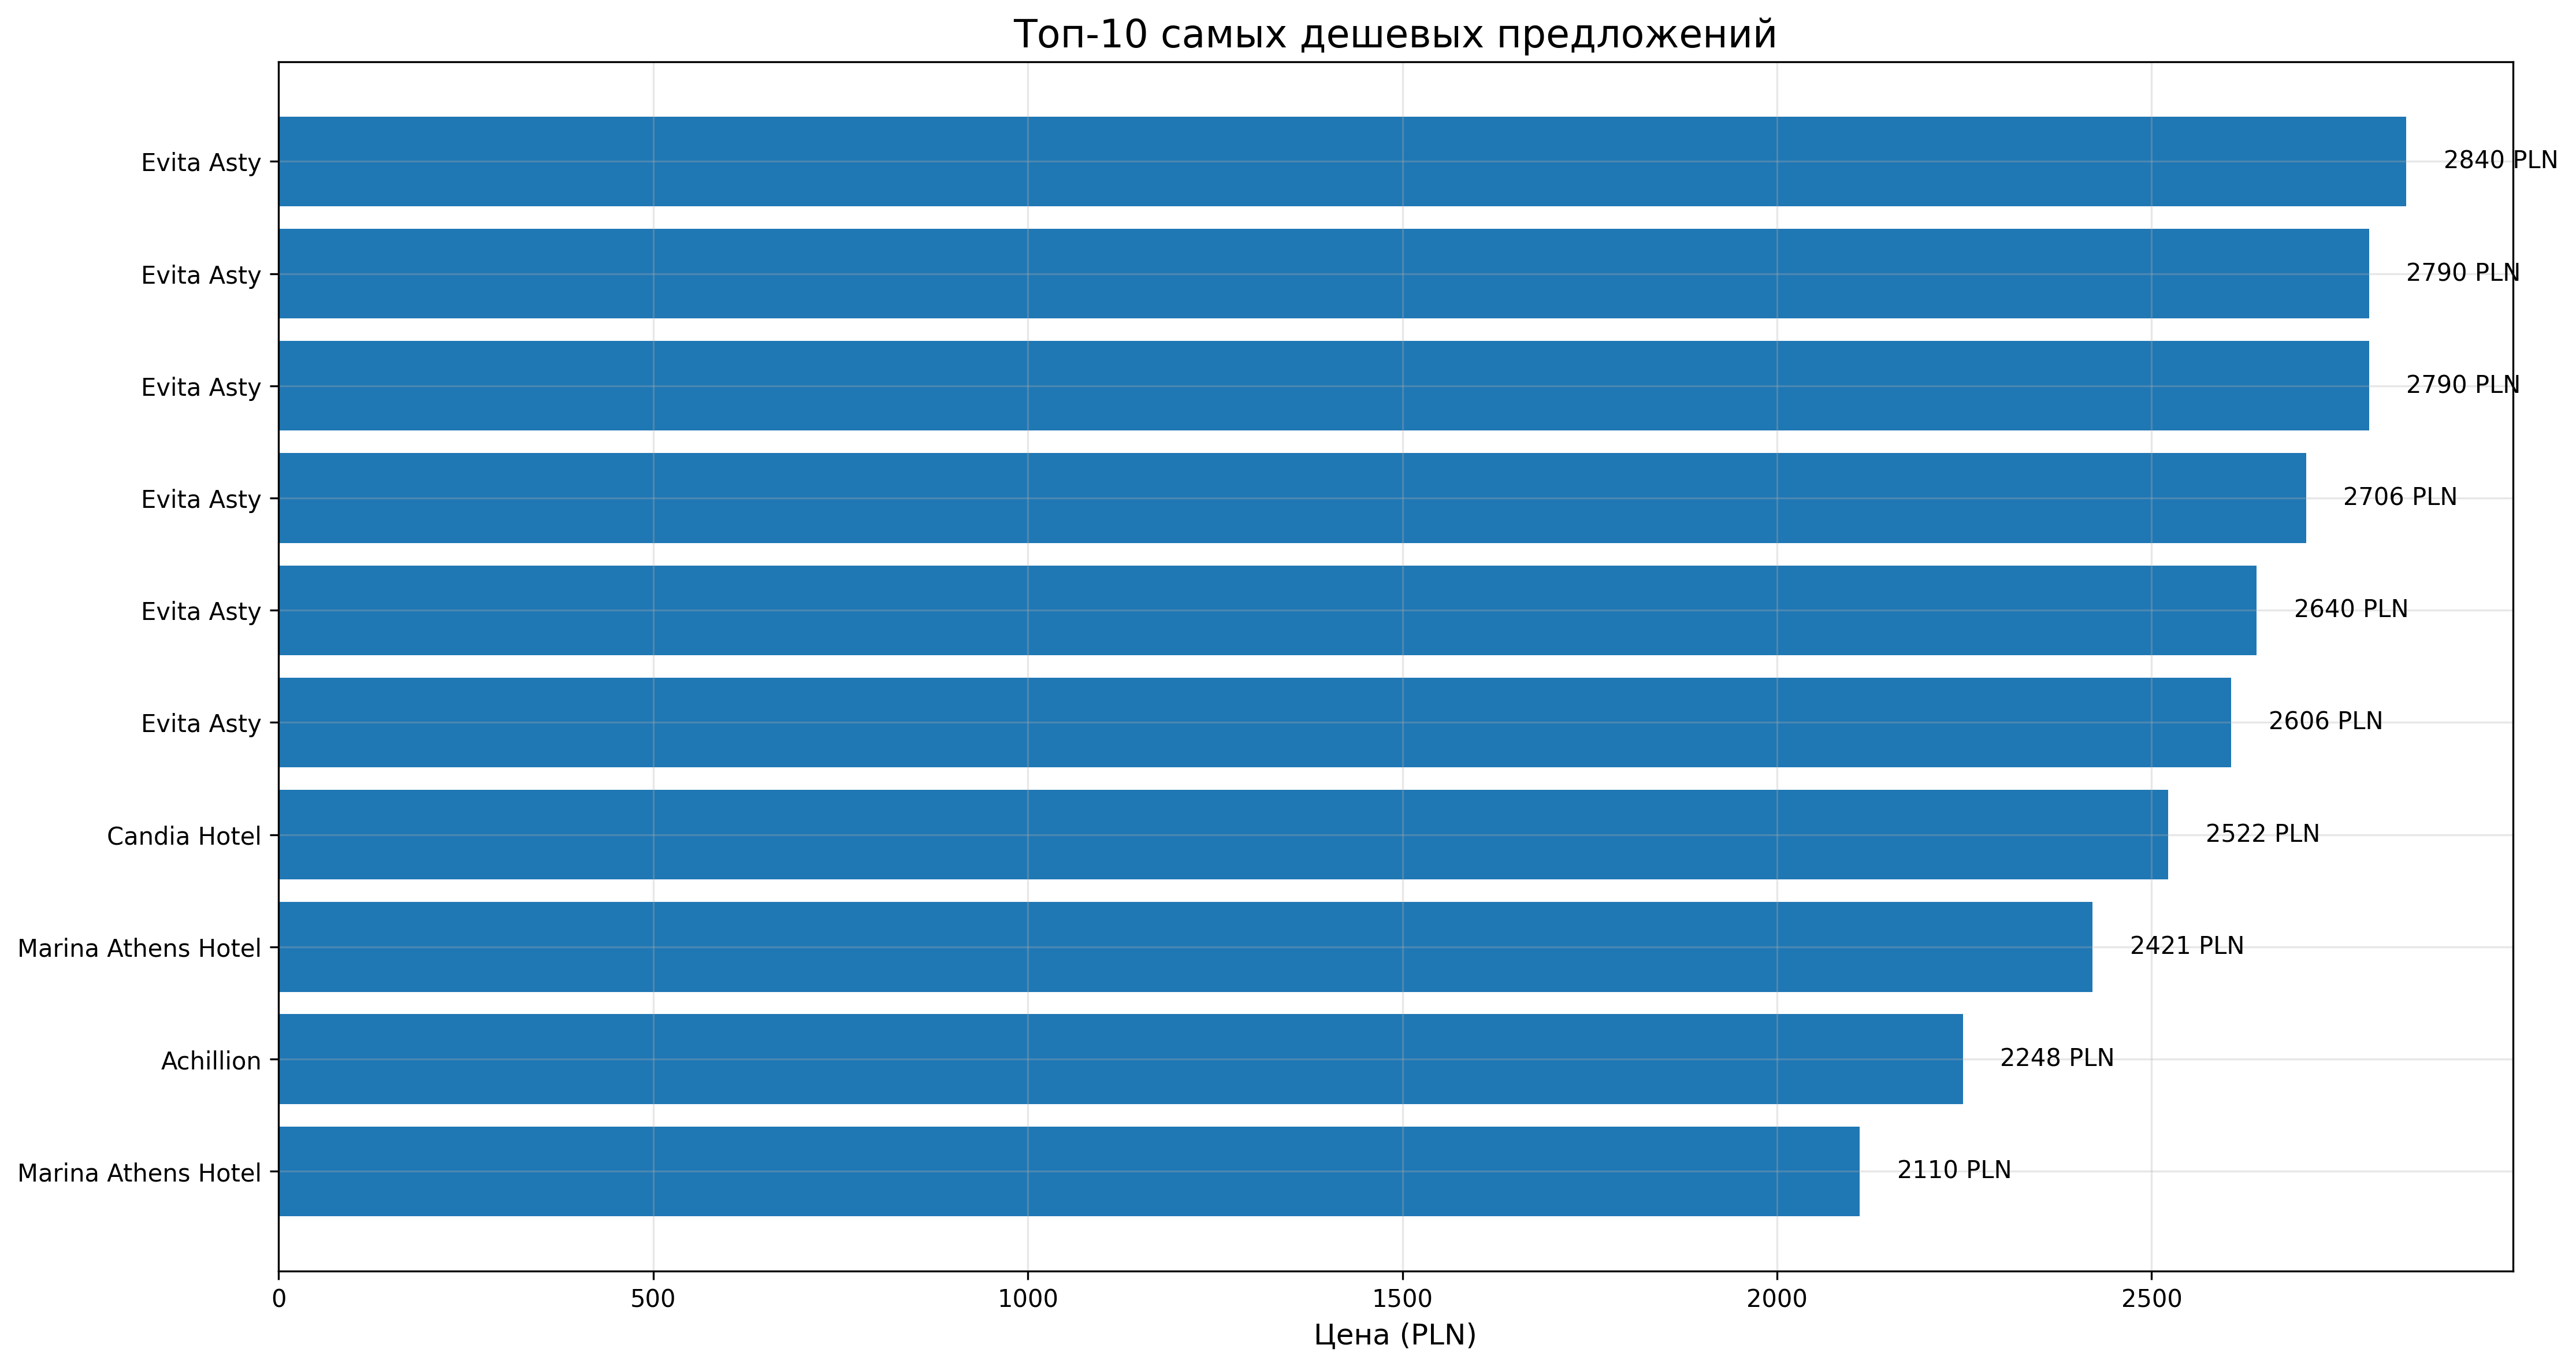 Топ-10 самых дешевых предложений
Evita Asty 2840 PLN
Evita Asty 2790 PLN
Evita Asty 2790 PLN
Evita Asty 2706 PLN
Evita Asty 2640 PLN
Evita Asty 2606 PLN
Candia Hotel 2522 PLN
Marina Athens Hotel 2421 PLN
Achillion 2248 PLN
Marina Athens Hotel 2110 PLN
0 500 1000 1500 2000 2500
Цена (PLN)